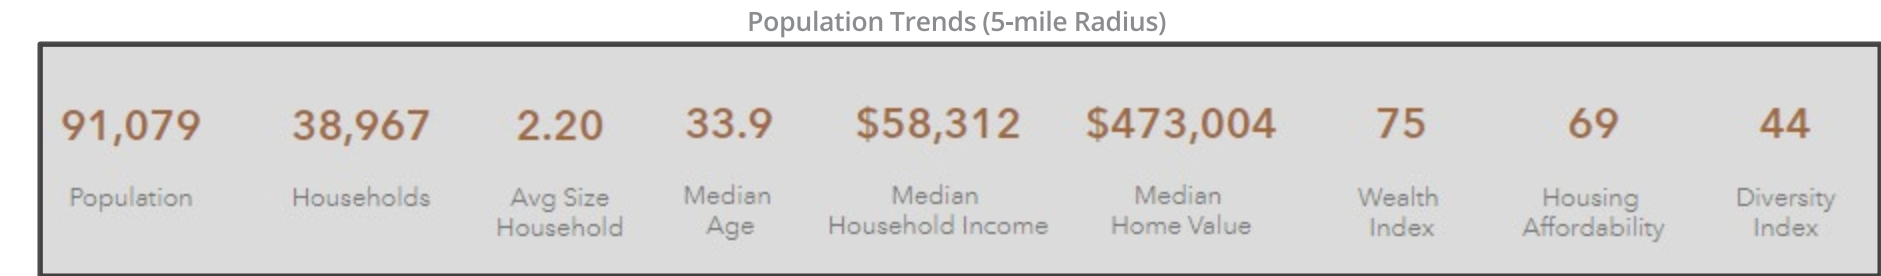 Population Trends (5-mile Radius)
91,079 38,967 2.20 33.9 $58,312 $473,004 75 69 44
Population Households Avg Size Median Median Median Wealth Housing Diversity
Household Age Household Income Home Value Index Affordability Index